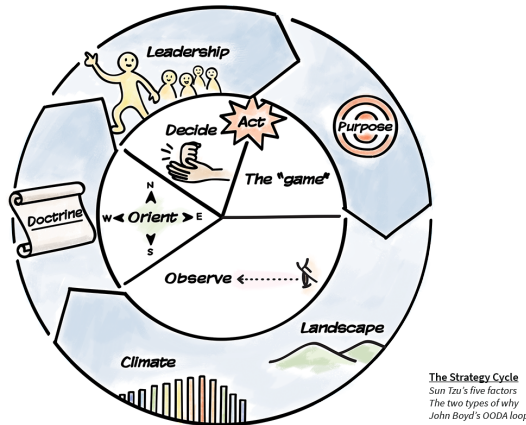 Leadership
Act
Decide
Purpose
The "game"
Doctrine
N
W
Orient
E
S
Observe
Landscape
Climate
The Strategy Cycle
Sun Tzu's five factors
The two types of why
John Boyd's OODA loop